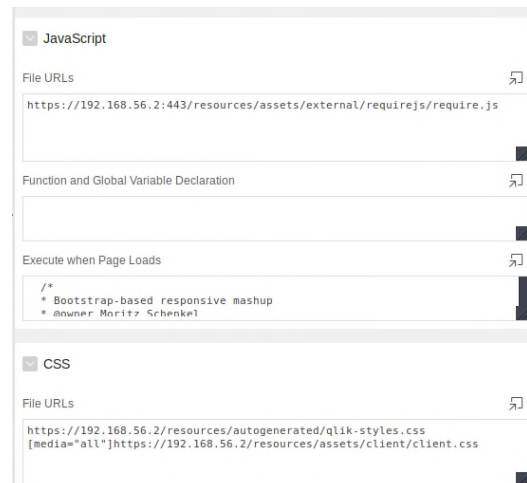 JavaScript
File URLs
https://192.168.56.2:443/resources/assets/external/requirejs/require.js
Function and Global Variable Declaration
Execute when Page Loads
/*
* Bootstrap-based responsive mashup
* @owner Moritz Schenkel
CSS
File URLs
https://192.168.56.2/resources/autogenerated/qlik-styles.css
[media="all"]https://192.168.56.2/resources/assets/client/client.css